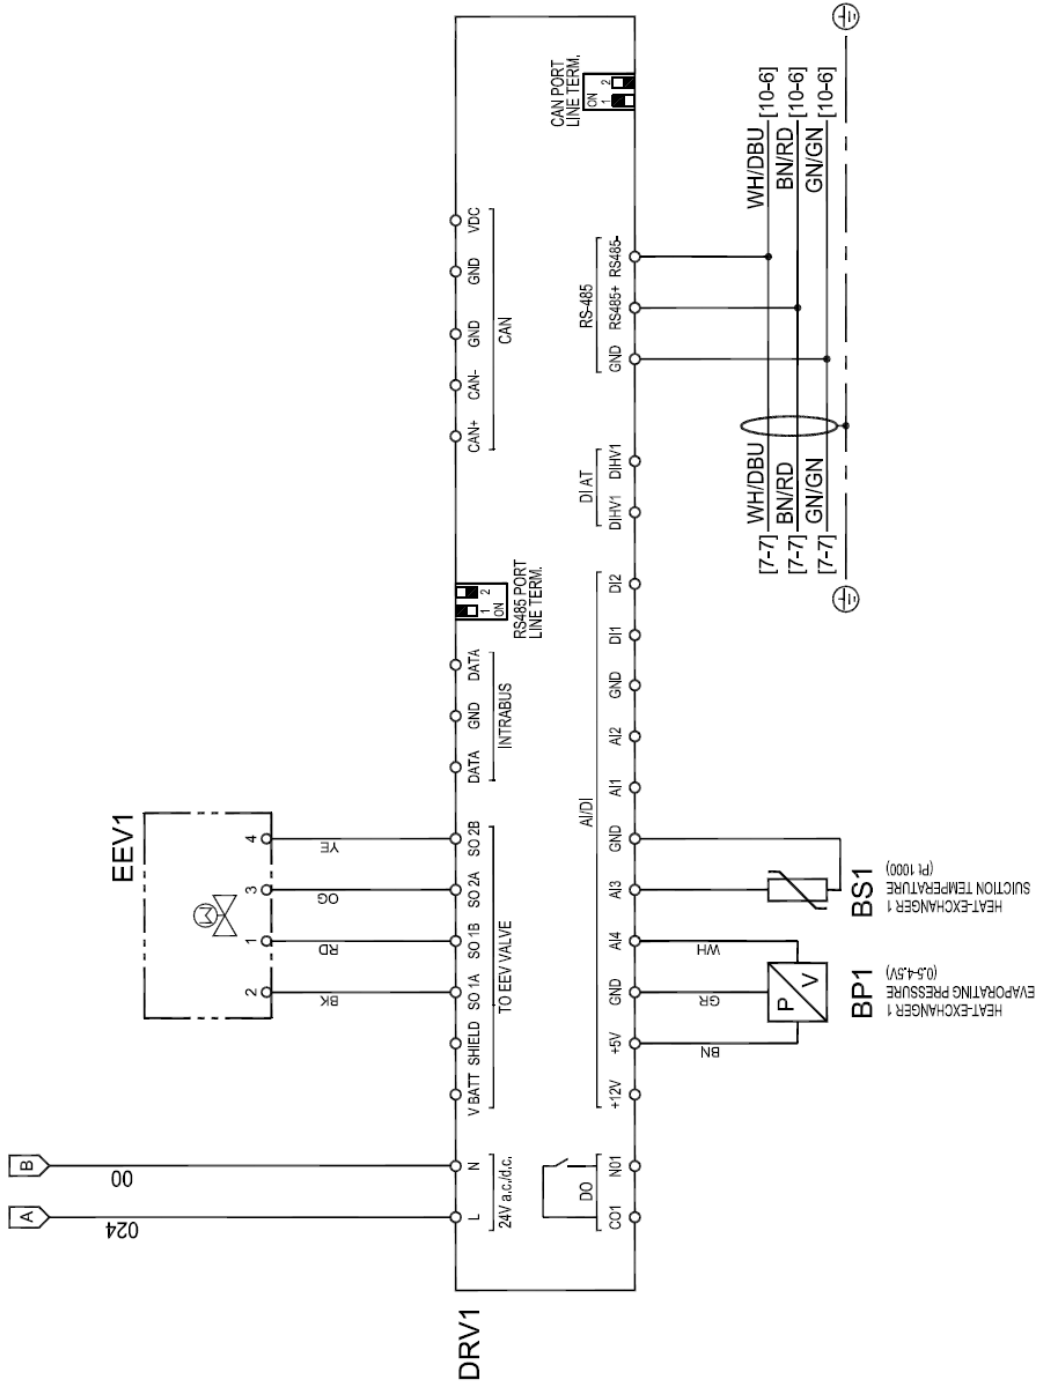 A
B
024
00
EEV1
M
2
1
3
4
BK
RD
OG
YE
DRV1
L
N
24V a.c./d.c.
V BATT
SHIELD
SO 1A
SO 1B
SO 2A
SO 2B
TO EEV VALVE
DATA
GND
DATA
INTRABUS
1
2
ON
RS485 PORT
LINE TERM.
CAN+
CAN-
GND
GND
VDC
CAN
CAN PORT
LINE TERM.
ON
1
2
DO
CO1
N01
AI/DI
+12V
+5V
GND
AI4
AI3
GND
AI1
AI2
GND
DI1
DI2
DI AT
DIHV1
DIHV1
RS-485
GND
RS485+
RS485-
BN
GR
WH
P
V
BP1
HEAT-EXCHANGER 1
EVAPORATING PRESSURE
(0.5-4.5V)
BS1
HEAT-EXCHANGER 1
SUICTION TEMPERATURE
(Pt 1000)
[7-7] WH/DBU
WH/DBU [10-6]
[7-7] BN/RD
BN/RD [10-6]
[7-7] GN/GN
GN/GN [10-6]